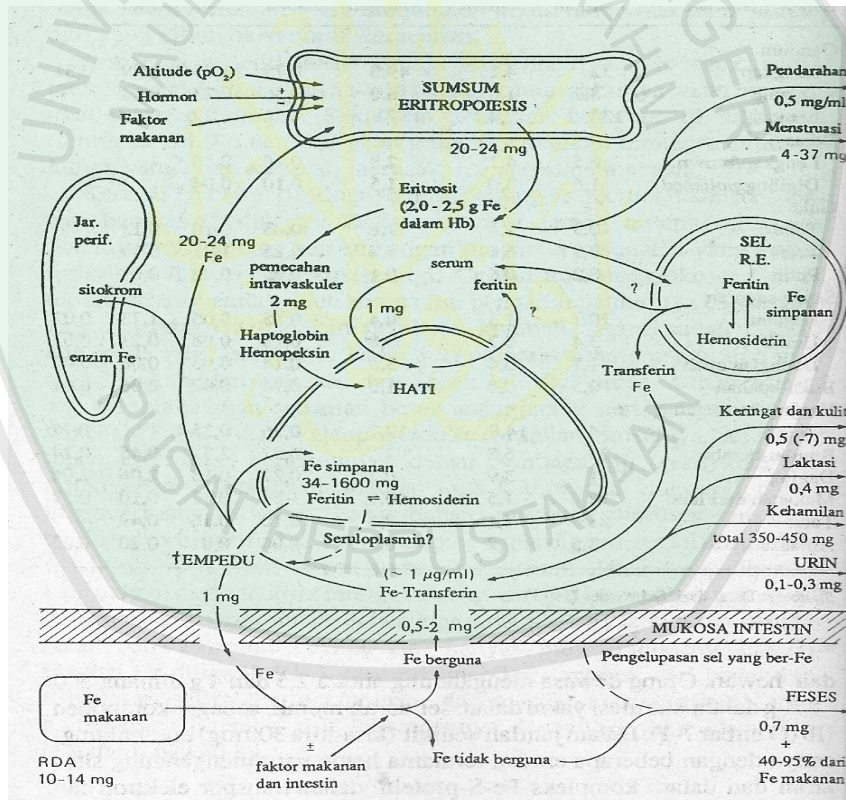 Altitude (pO₂)
Hormon
Faktor
makanan
+
−
SUMSUM
ERITROPOIESIS
20-24 mg
Pendarahan
0,5 mg/ml
Menstruasi
4-37 mg
Eritrosit
(2,0 - 2,5 g Fe
dalam Hb)
Jar.
perif.
sitokrom
enzim Fe
20-24 mg
Fe
pemecahan
intravaskuler
2 mg
Haptoglobin
Hemopeksin
serum
feritin
1 mg
?
?
HATI
SEL
R.E.
Feritin
Fe
simpanan
Hemosiderin
Transferin
Fe
Fe simpanan
34-1600 mg
Feritin ⇌ Hemosiderin
Seruloplasmin?
Keringat dan kulit
0,5 (-7) mg
Laktasi
0,4 mg
Kehamilan
total 350-450 mg
URIN
0,1-0,3 mg
†EMPEDU
1 mg
(~ 1 µg/ml)
Fe-Transferin
0,5-2 mg
MUKOSA INTESTIN
Fe
Fe berguna
Pengelupasan sel yang ber-Fe
Fe
makanan
RDA
10-14 mg
±
faktor makanan
dan intestin
Fe tidak berguna
FESES
0,7 mg
+
40-95% dari
Fe makanan
PUSAT PERPUSTAKAAN